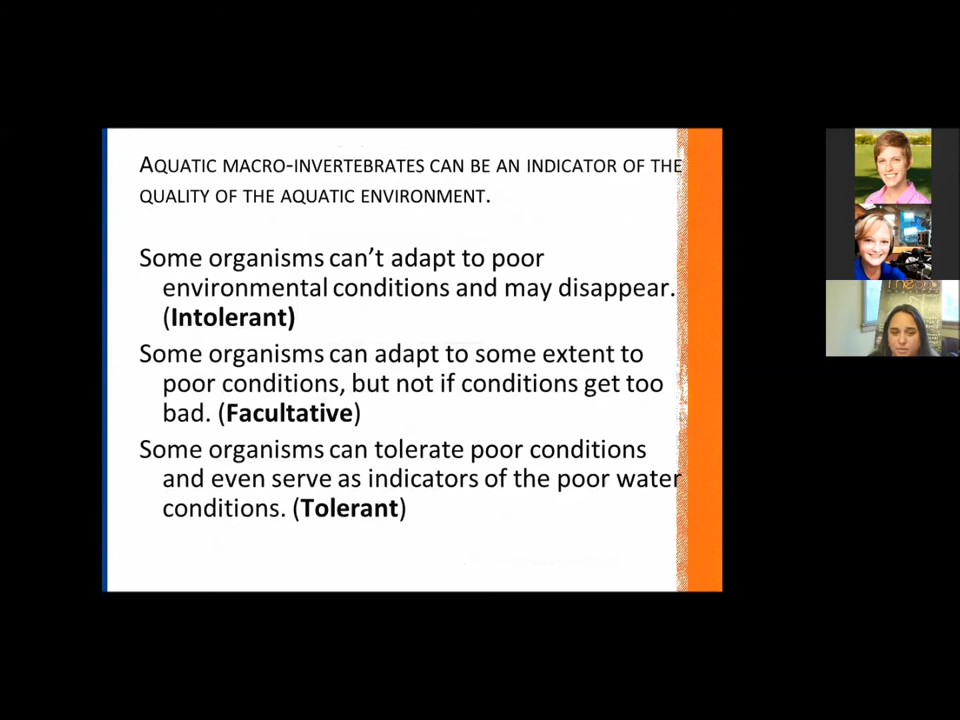 AQUATIC MACRO-INVERTEBRATES CAN BE AN INDICATOR OF THE
QUALITY OF THE AQUATIC ENVIRONMENT.
Some organisms can’t adapt to poor
environmental conditions and may disappear.
(Intolerant)
Some organisms can adapt to some extent to
poor conditions, but not if conditions get too
bad. (Facultative)
Some organisms can tolerate poor conditions
and even serve as indicators of the poor water
conditions. (Tolerant)